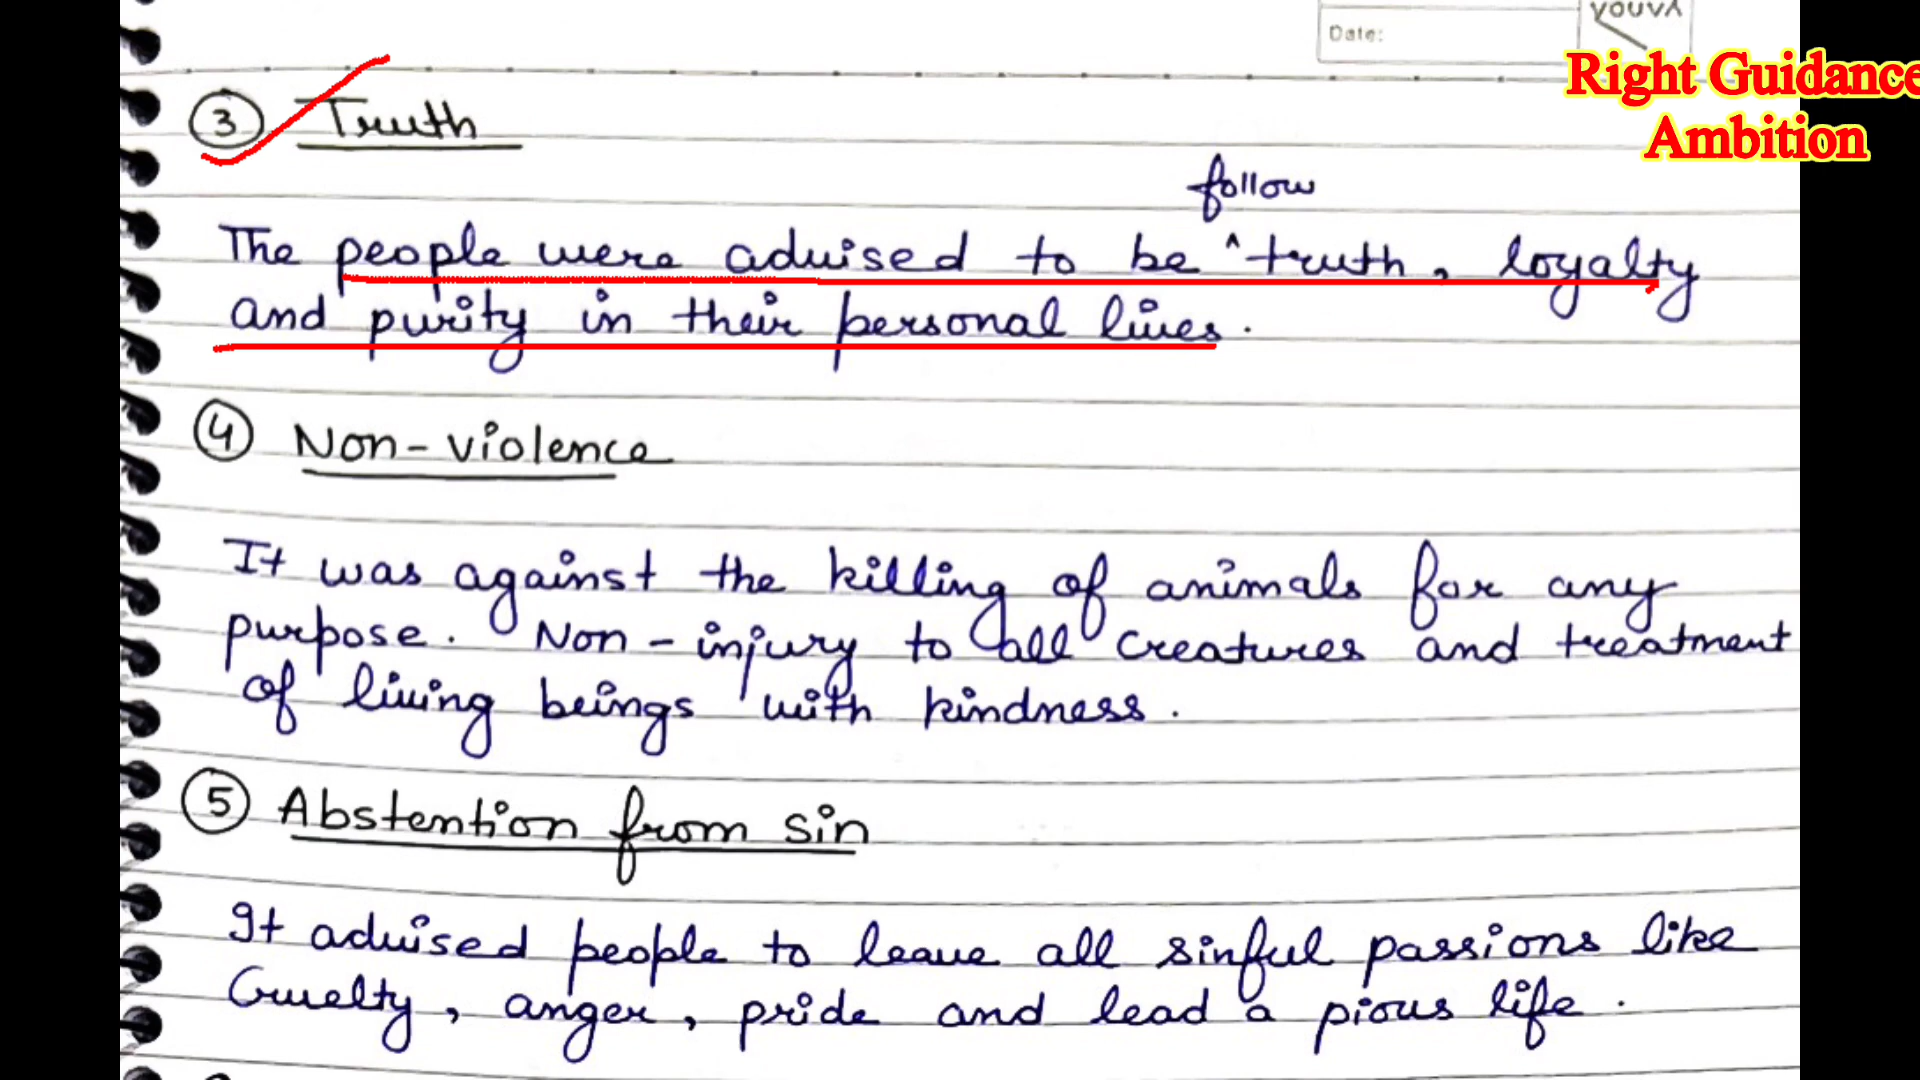 YOUVA
Date:
Right Guidance
Ambition
③ Truth
follow
The people were advised to be ^ truth, loyalty
and purity in their personal lives.
④ Non-violence
It was against the killing of animals for any
purpose. Non-injury to all creatures and treatment
of living beings with kindness.
⑤ Abstention from sin
It advised people to leave all sinful passions like
Cruelty, anger, pride and lead a pious life.